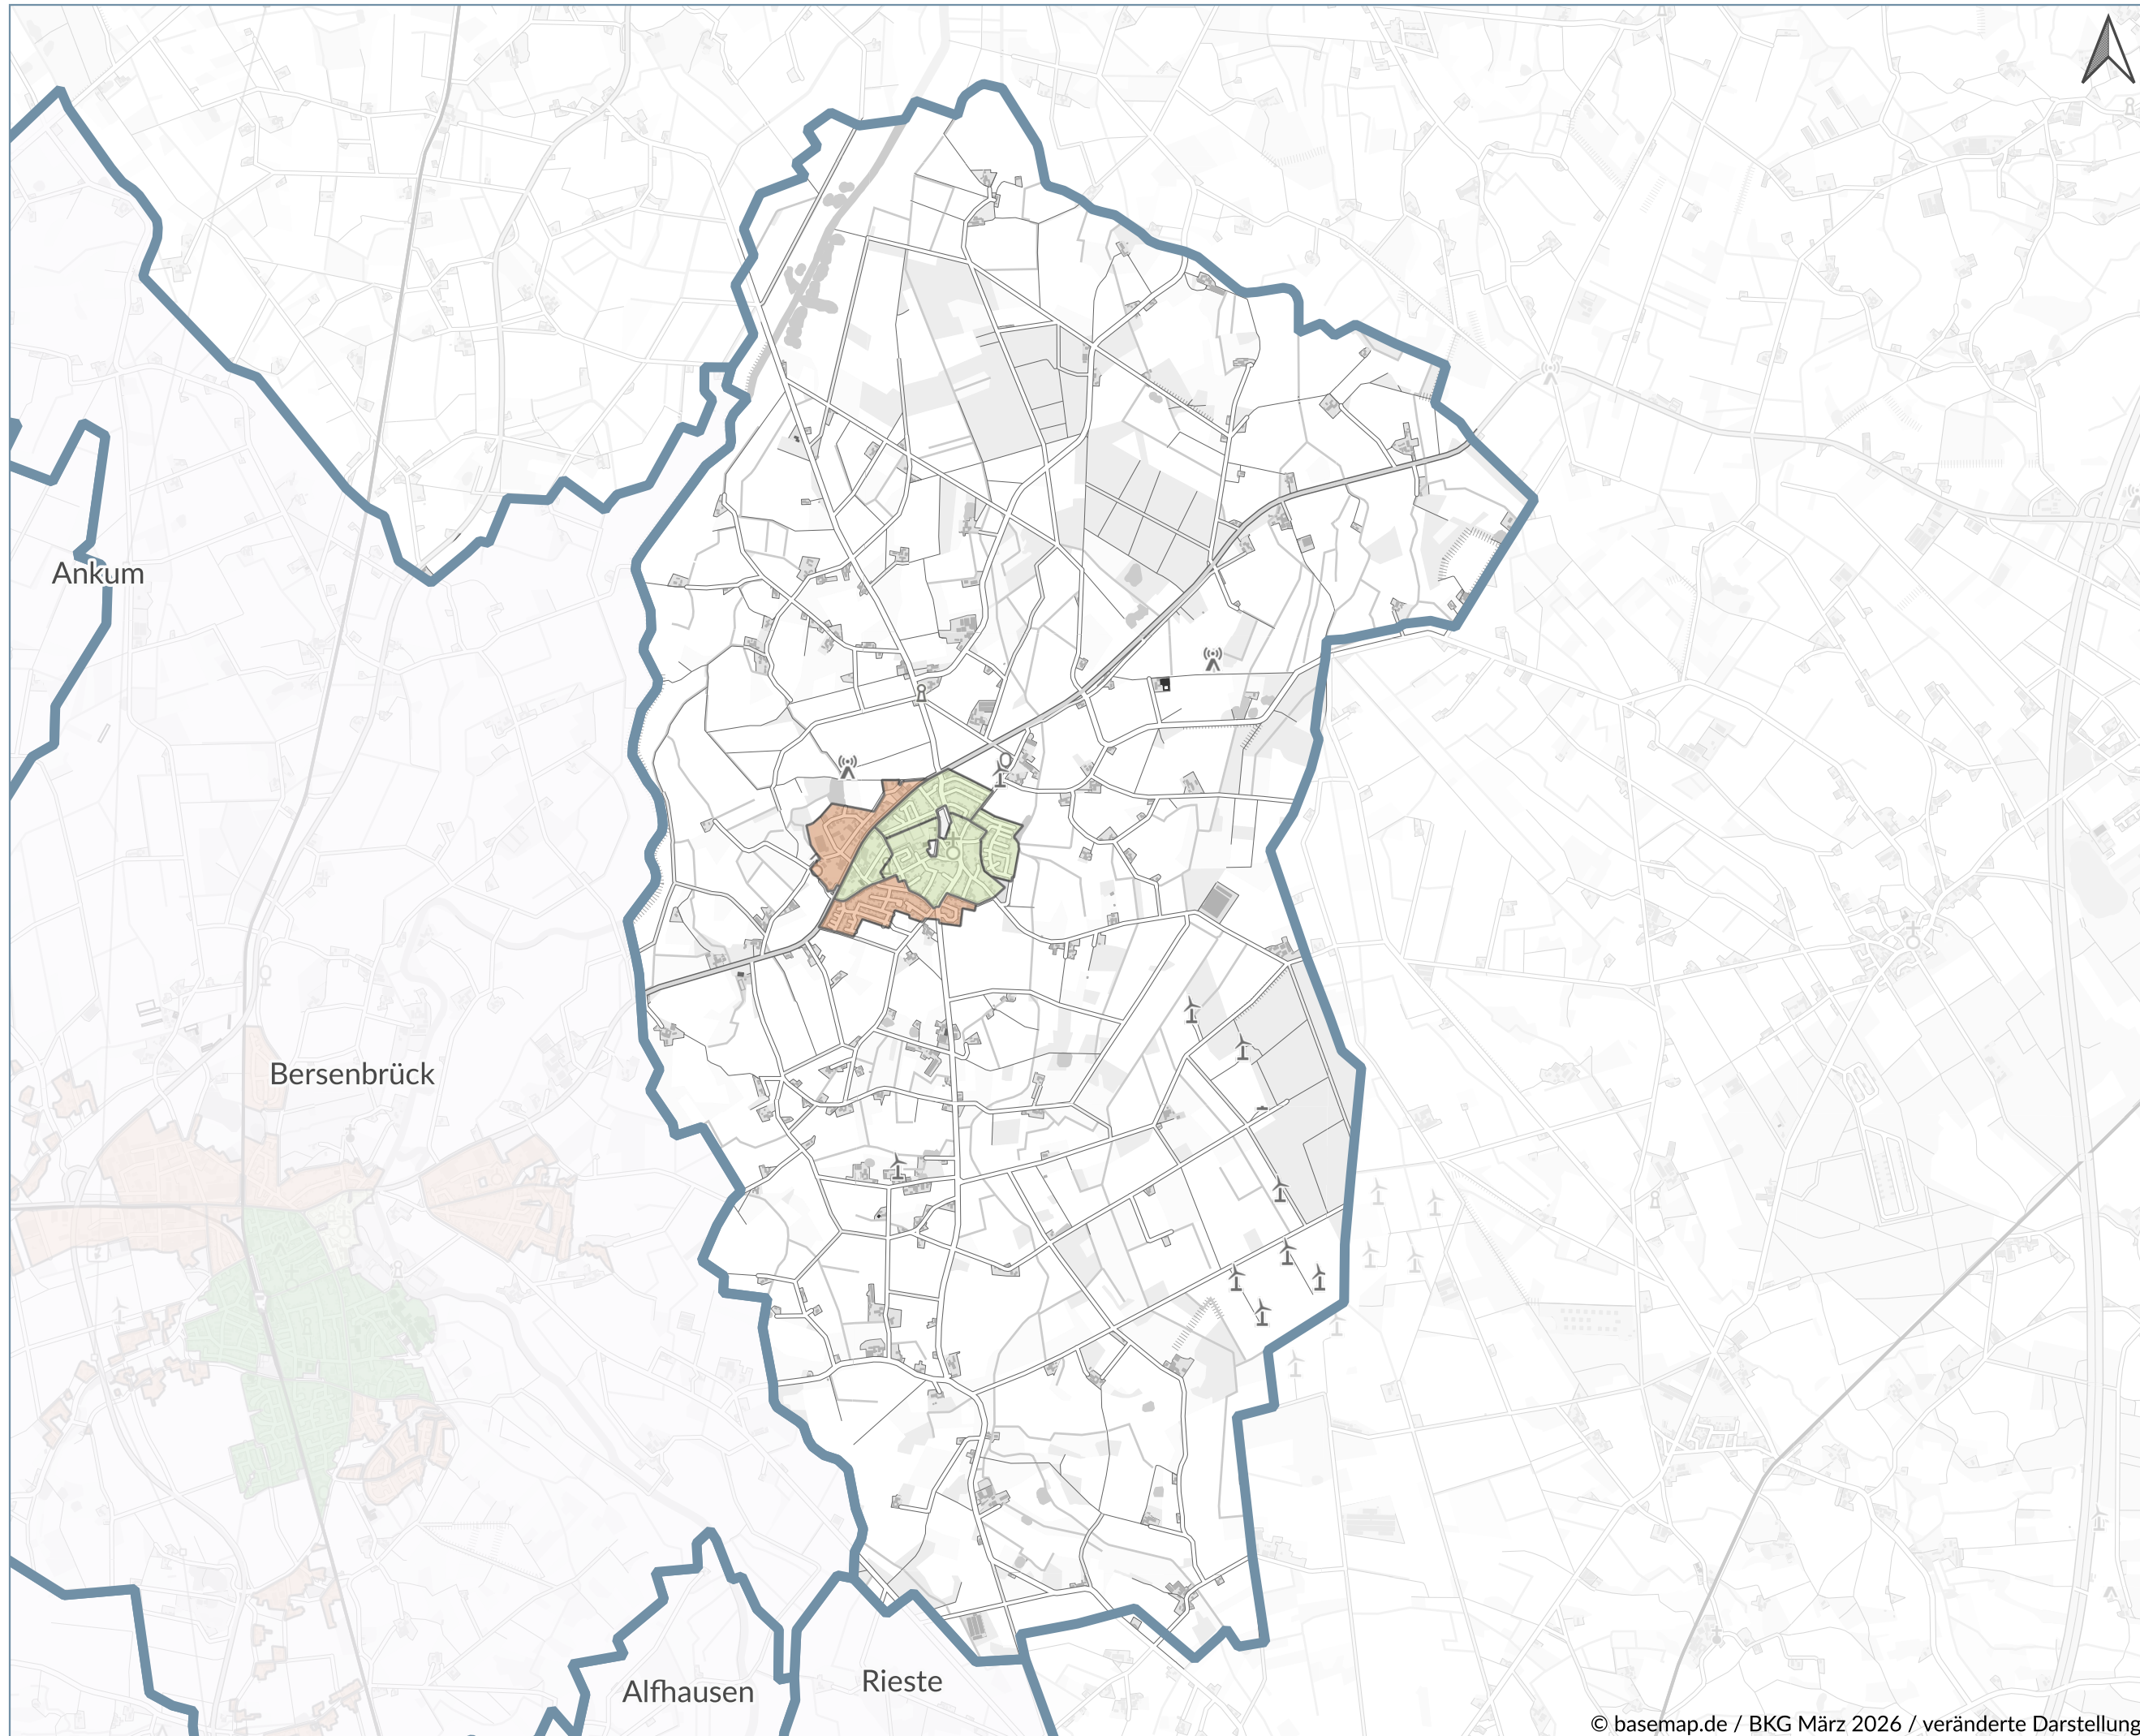 Ankum
Bersenbrück
Rieste
Alfhausen
© basemap.de / BKG März 2026 / veränderte Darstellung